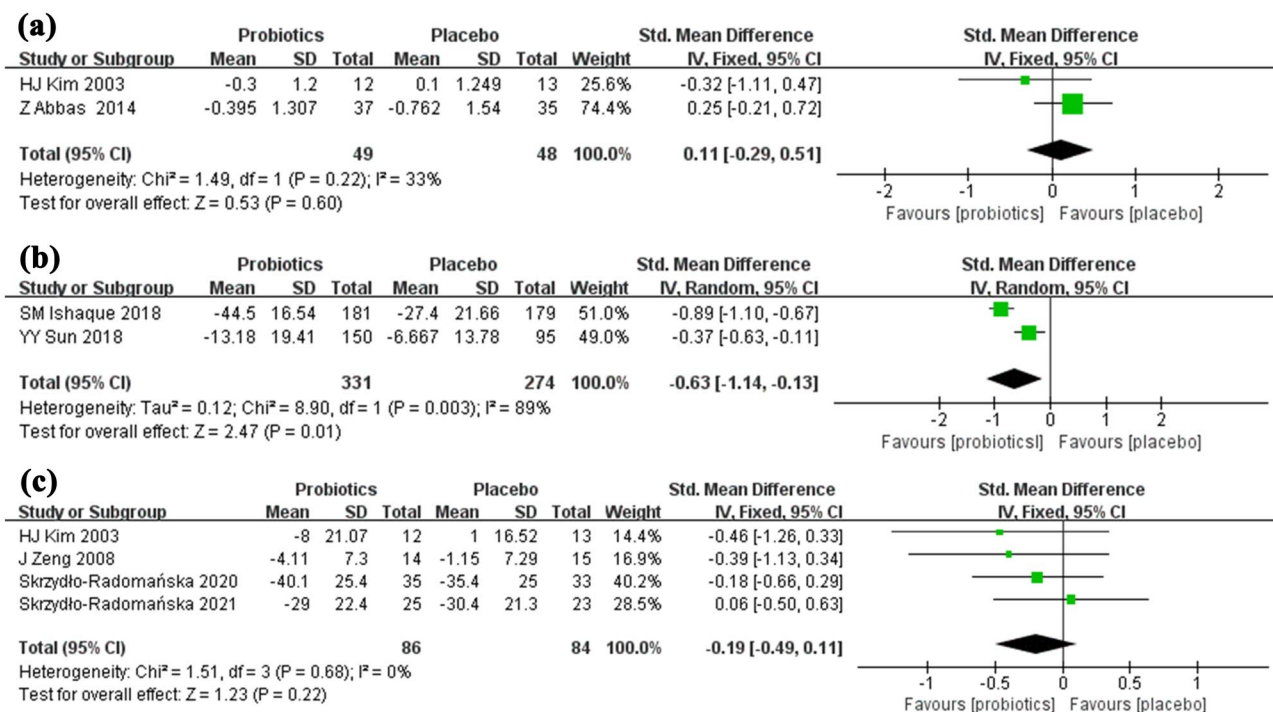 (a)
Probiotics Placebo Std. Mean Difference Std. Mean Difference
Study or Subgroup Mean SD Total Mean SD Total Weight IV, Fixed, 95% CI IV, Fixed, 95% CI
HJ Kim 2003 -0.3 1.2 12 0.1 1.249 13 25.6% -0.32 [-1.11, 0.47]
Z Abbas 2014 -0.395 1.307 37 -0.762 1.54 35 74.4% 0.25 [-0.21, 0.72]
Total (95% CI) 49 48 100.0% 0.11 [-0.29, 0.51]
Heterogeneity: Chi² = 1.49, df = 1 (P = 0.22); I² = 33%
Test for overall effect: Z = 0.53 (P = 0.60)
-2 -1 0 1 2
Favours [probiotics] Favours [placebo]
(b)
Probiotics Placebo Std. Mean Difference Std. Mean Difference
Study or Subgroup Mean SD Total Mean SD Total Weight IV, Random, 95% CI IV, Random, 95% CI
SM Ishaque 2018 -44.5 16.54 181 -27.4 21.66 179 51.0% -0.89 [-1.10, -0.67]
YY Sun 2018 -13.18 19.41 150 -6.667 13.78 95 49.0% -0.37 [-0.63, -0.11]
Total (95% CI) 331 274 100.0% -0.63 [-1.14, -0.13]
Heterogeneity: Tau² = 0.12; Chi² = 8.90, df = 1 (P = 0.003); I² = 89%
Test for overall effect: Z = 2.47 (P = 0.01)
-2 -1 0 1 2
Favours [probioticsl] Favours [placebo]
(c)
Probiotics Placebo Std. Mean Difference Std. Mean Difference
Study or Subgroup Mean SD Total Mean SD Total Weight IV, Fixed, 95% CI IV, Fixed, 95% CI
HJ Kim 2003 -8 21.07 12 1 16.52 13 14.4% -0.46 [-1.26, 0.33]
J Zeng 2008 -4.11 7.3 14 -1.15 7.29 15 16.9% -0.39 [-1.13, 0.34]
Skrzydło-Radomańska 2020 -40.1 25.4 35 -35.4 25 33 40.2% -0.18 [-0.66, 0.29]
Skrzydło-Radomańska 2021 -29 22.4 25 -30.4 21.3 23 28.5% 0.06 [-0.50, 0.63]
Total (95% CI) 86 84 100.0% -0.19 [-0.49, 0.11]
Heterogeneity: Chi² = 1.51, df = 3 (P = 0.68); I² = 0%
Test for overall effect: Z = 1.23 (P = 0.22)
-1 -0.5 0 0.5 1
Favours [probiotics] Favours [placebo]